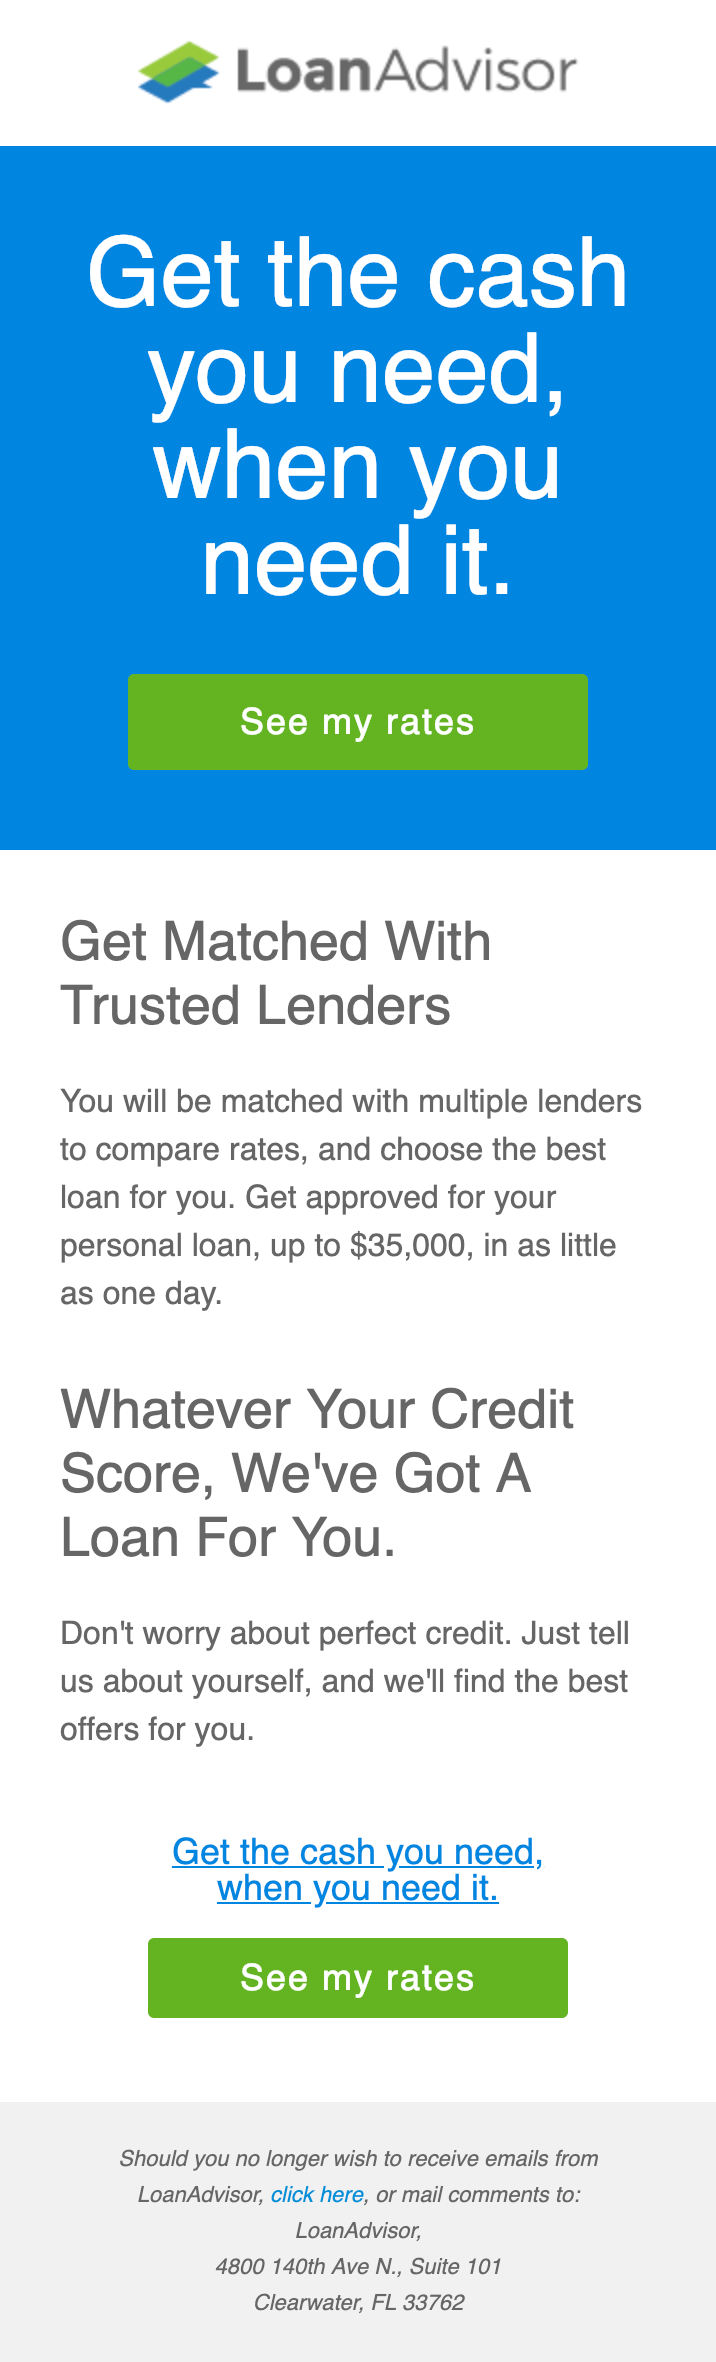 LoanAdvisor
Get the cash
you need,
when you
need it.
See my rates
Get Matched With
Trusted Lenders
You will be matched with multiple lenders
to compare rates, and choose the best
loan for you. Get approved for your
personal loan, up to $35,000, in as little
as one day.
Whatever Your Credit
Score, We've Got A
Loan For You.
Don't worry about perfect credit. Just tell
us about yourself, and we'll find the best
offers for you.
Get the cash you need,
when you need it.
See my rates
Should you no longer wish to receive emails from
LoanAdvisor, click here, or mail comments to:
LoanAdvisor,
4800 140th Ave N., Suite 101
Clearwater, FL 33762